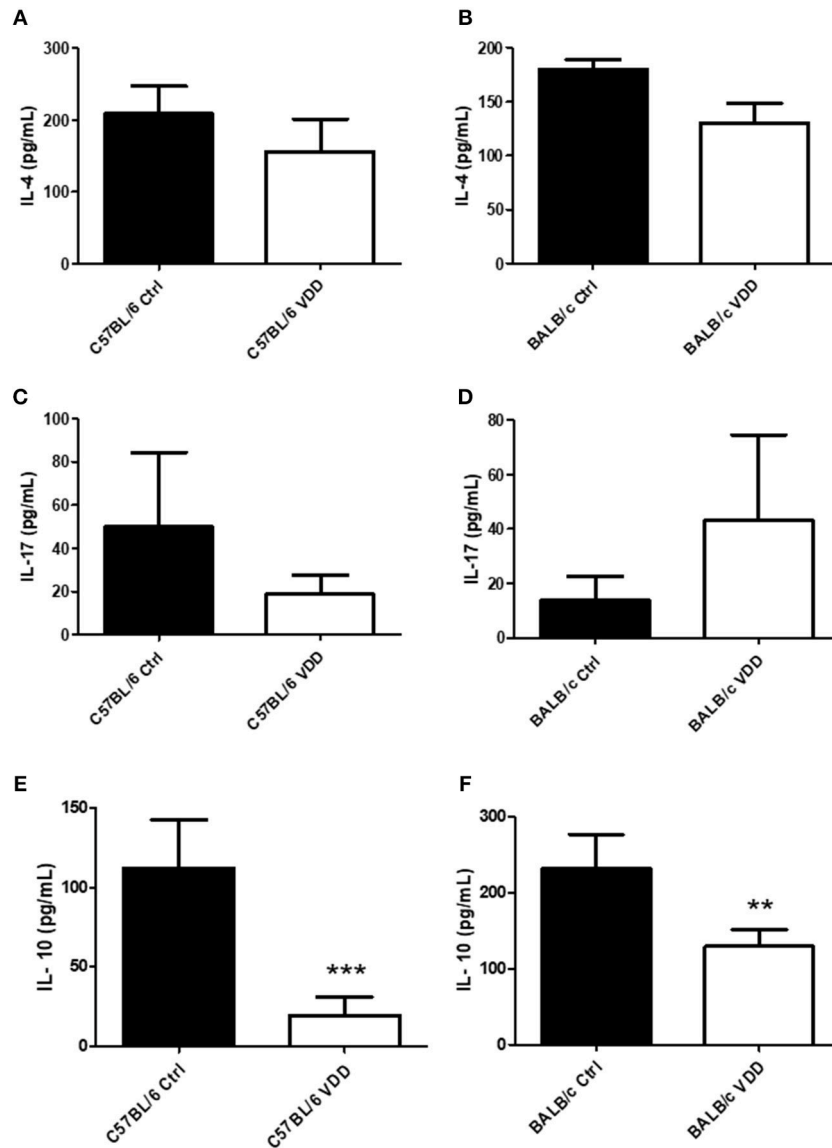 A
IL-4 (pg/mL)
300
200
100
0
C57BL/6 Ctrl
C57BL/6 VDD
B
IL-4 (pg/mL)
200
150
100
50
0
BALB/c Ctrl
BALB/c VDD
C
IL-17 (pg/mL)
100
80
60
40
20
0
C57BL/6 Ctrl
C57BL/6 VDD
D
IL-17 (pg/mL)
80
60
40
20
0
BALB/c Ctrl
BALB/c VDD
E
IL- 10 (pg/mL)
150
100
50
0
***
C57BL/6 Ctrl
C57BL/6 VDD
F
IL- 10 (pg/mL)
300
200
100
0
**
BALB/c Ctrl
BALB/c VDD